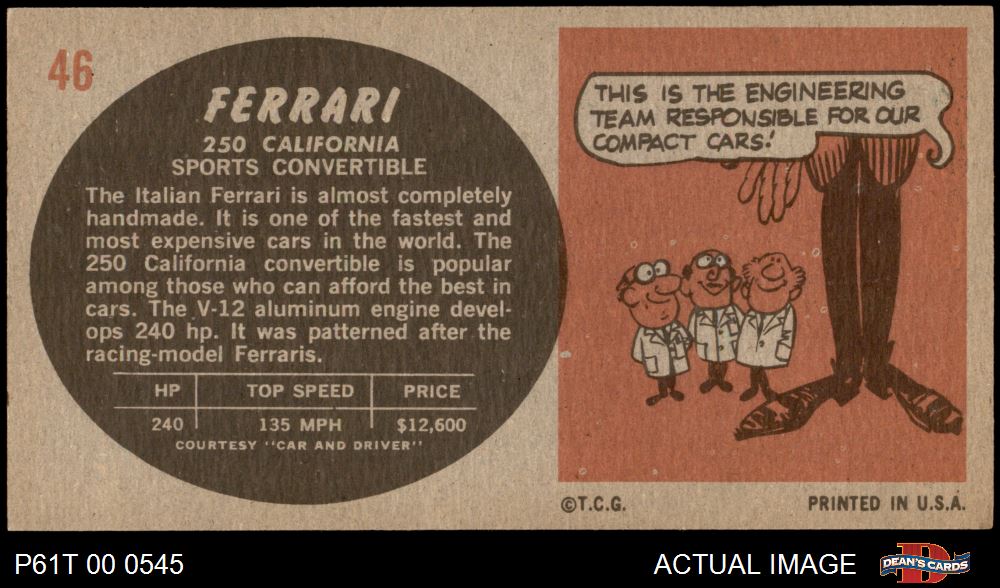 46
FERRARI
250 CALIFORNIA
SPORTS CONVERTIBLE
The Italian Ferrari is almost completely
handmade. It is one of the fastest and
most expensive cars in the world. The
250 California convertible is popular
among those who can afford the best in
cars. The V-12 aluminum engine devel-
ops 240 hp. It was patterned after the
racing-model Ferraris.
HP TOP SPEED PRICE
240 135 MPH $12,600
COURTESY "CAR AND DRIVER"
THIS IS THE ENGINEERING
TEAM RESPONSIBLE FOR OUR
COMPACT CARS!
©T.C.G.
PRINTED IN U.S.A.
P61T 00 0545
ACTUAL IMAGE
D
DEAN'S CARDS